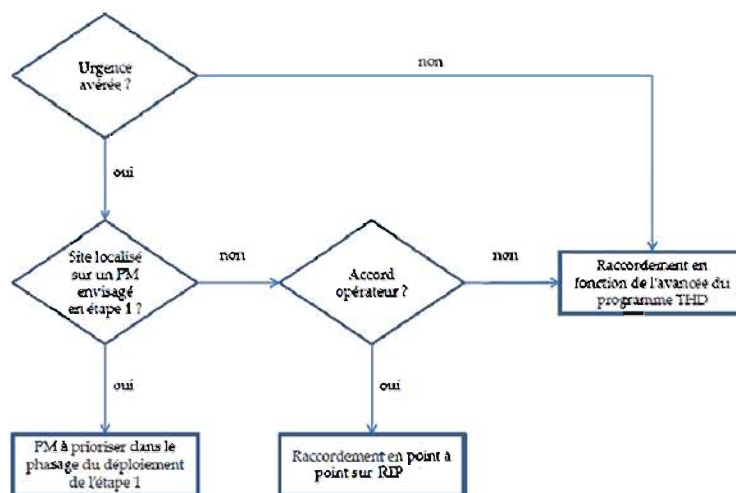 Urgence
avérée ?
non
oui
Site localisé
sur un PM
envisagé
en étape 1 ?
non
Accord
opérateur ?
non
Raccordement en
fonction de l'avancée du
programme THD
oui
oui
PM à prioriser dans le
phasage du déploiement
de l'étape 1
Raccordement en point à
point sur RIP